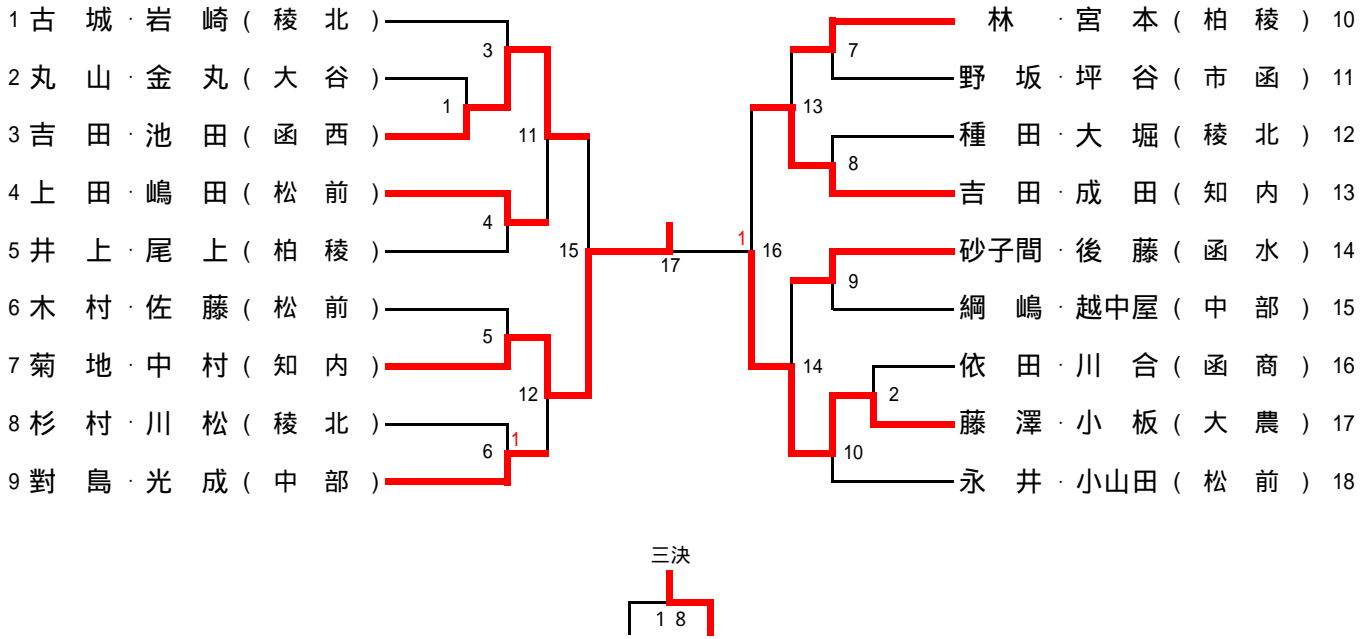 1 古城・岩崎(稜北)
2 丸山・金丸(大谷)
3 吉田・池田(函西)
4 上田・嶋田(松前)
5 井上・尾上(柏稜)
6 木村・佐藤(松前)
7 菊地・中村(知内)
8 杉村・川松(稜北)
9 對島・光成(中部)
3
1
11
4
15
5
12
6
1
17
林・宮本(柏稜) 10
野坂・坪谷(市函) 11
種田・大堀(稜北) 12
吉田・成田(知内) 13
砂子間・後藤(函水) 14
綱嶋・越中屋(中部) 15
依田・川合(函商) 16
藤澤・小板(大農) 17
永井・小山田(松前) 18
7
13
8
1
16
9
14
2
10
三決
18